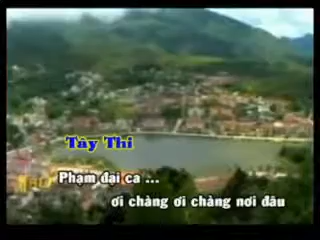 Tây Thi
Phạm đại ca ...
ơi chàng ơi chàng nơi đâu